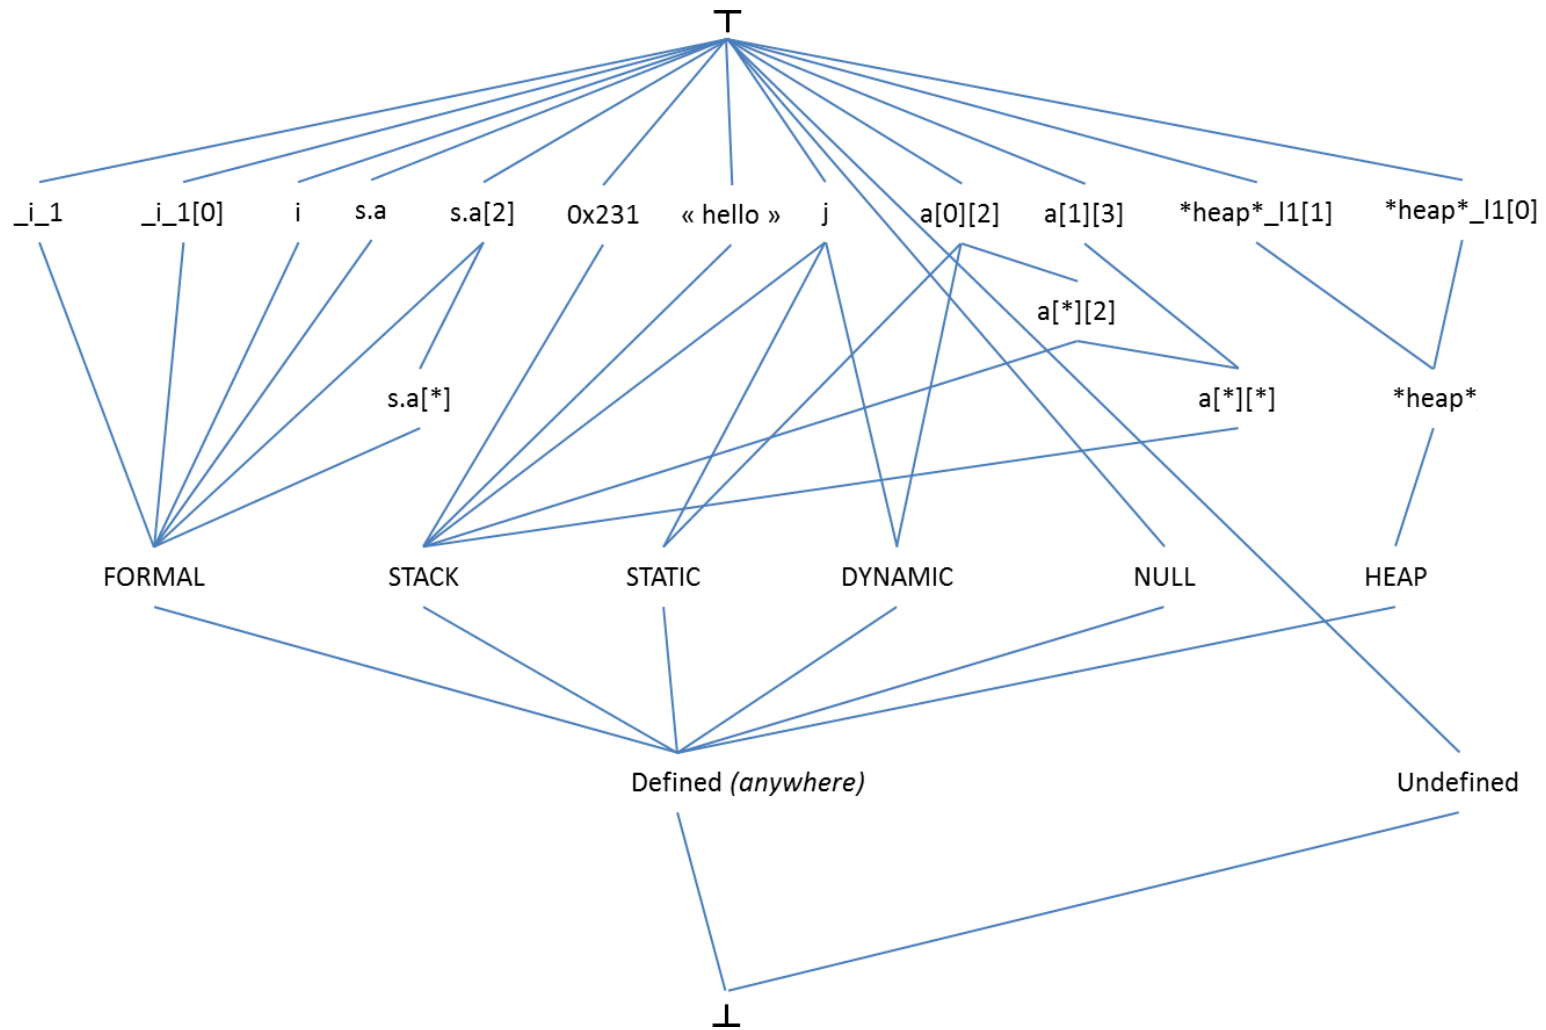 ⊤
_i_1 _i_1[0] i s.a s.a[2] 0x231 « hello » j a[0][2] a[1][3] *heap*_l1[1] *heap*_l1[0]
a[*][2]
s.a[*] a[*][*] *heap*
FORMAL STACK STATIC DYNAMIC NULL HEAP
Defined (anywhere) Undefined
⊥